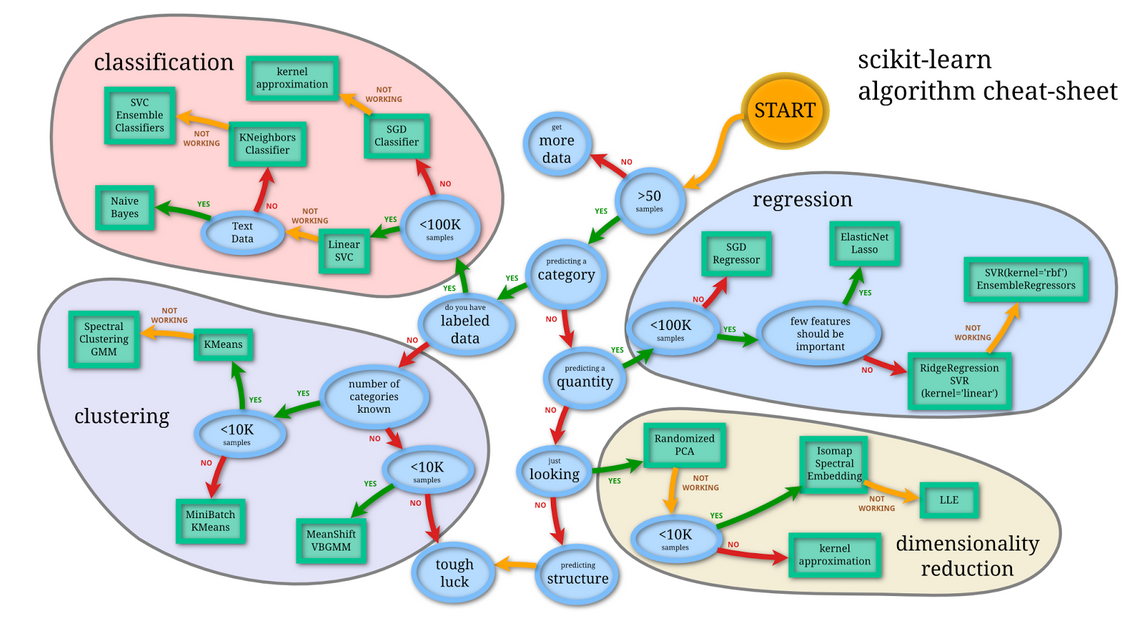 scikit-learn
algorithm cheat-sheet
START
classification
kernel
approximation
NOT
WORKING
SVC
Ensemble
Classifiers
NOT
WORKING
KNeighbors
Classifier
SGD
Classifier
NO
Naive
Bayes
YES
NO
Text
Data
NOT
WORKING
Linear
SVC
YES
<100K
samples
get
more
data
NO
>50
samples
YES
predicting a
category
YES
NO
YES
do you have
labeled
data
NO
predicting a
quantity
YES
NO
just
looking
YES
NO
predicting
structure
tough
luck
regression
SGD
Regressor
NO
<100K
samples
YES
few features
should be
important
YES
ElasticNet
Lasso
NO
RidgeRegression
SVR
(kernel='linear')
NOT
WORKING
SVR(kernel='rbf')
EnsembleRegressors
clustering
Spectral
Clustering
GMM
NOT
WORKING
KMeans
YES
<10K
samples
NO
MiniBatch
KMeans
YES
number of
categories
known
NO
<10K
samples
YES
NO
MeanShift
VBGMM
dimensionality
reduction
Randomized
PCA
NOT
WORKING
<10K
samples
YES
Isomap
Spectral
Embedding
NOT
WORKING
LLE
NO
kernel
approximation